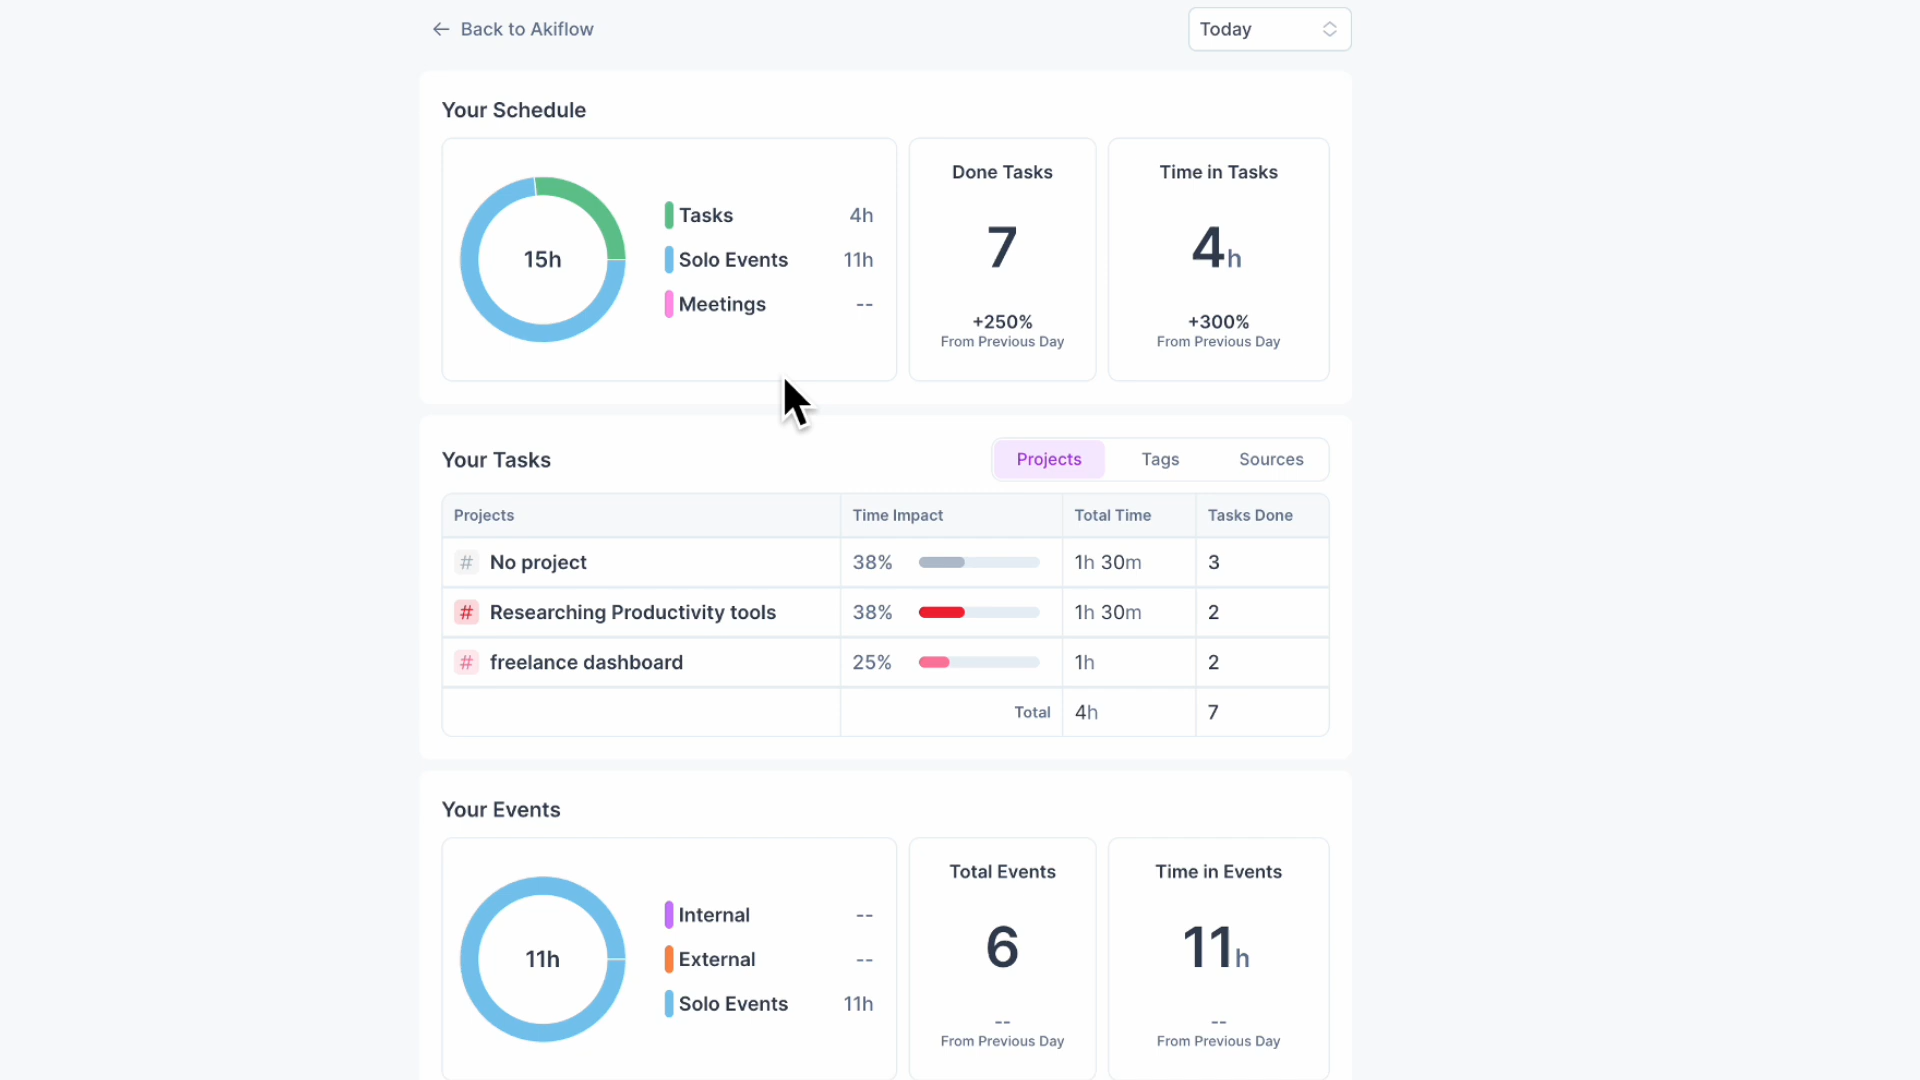 Back to Akiflow
Today
Your Schedule
15h
Tasks 4h
Solo Events 11h
Meetings --
Done Tasks
7
+250%
From Previous Day
Time in Tasks
4h
+300%
From Previous Day
Your Tasks
Projects Tags Sources
Projects Time Impact Total Time Tasks Done
# No project 38% 1h 30m 3
# Researching Productivity tools 38% 1h 30m 2
# freelance dashboard 25% 1h 2
Total 4h 7
Your Events
11h
Internal --
External --
Solo Events 11h
Total Events
6
--
From Previous Day
Time in Events
11h
--
From Previous Day